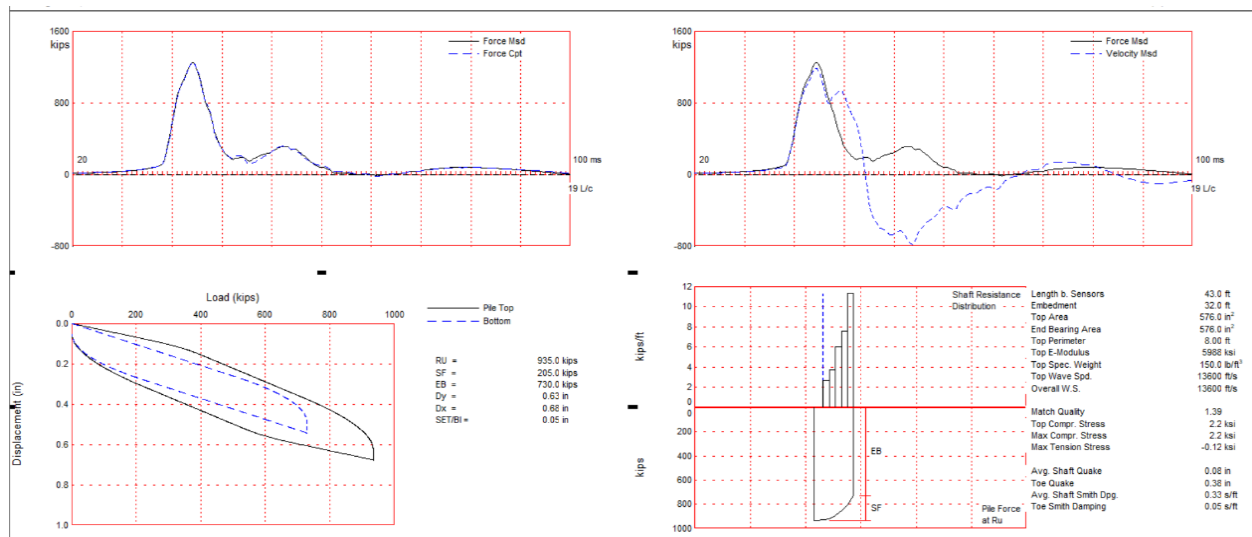 1600
kips
800
0
-800
20
100 ms
19 L/c
Force Msd
Force Cpt
1600
kips
800
0
-800
20
100 ms
19 L/c
Force Msd
Velocity Msd
Load (kips)
0 200 400 600 800 1000
0.0
0.2
0.4
0.6
0.8
1.0
Displacement (in)
Pile Top
Bottom
RU = 935.0 kips
SF = 205.0 kips
EB = 730.0 kips
Dy = 0.63 in
Dx = 0.68 in
SET/Bl = 0.05 in
12
10
8
6
4
2
0
kips/ft
Shaft Resistance
Distribution
0
200
400
600
800
1000
kips
EB
SF
Pile Force
at Ru
Length b. Sensors 43.0 ft
Embedment 32.0 ft
Top Area 576.0 in²
End Bearing Area 576.0 in²
Top Perimeter 8.00 ft
Top E-Modulus 5988 ksi
Top Spec. Weight 150.0 lb/ft³
Top Wave Spd. 13600 ft/s
Overall W.S. 13600 ft/s
Match Quality 1.39
Top Compr. Stress 2.2 ksi
Max Compr. Stress 2.2 ksi
Max Tension Stress -0.12 ksi
Avg. Shaft Quake 0.08 in
Toe Quake 0.38 in
Avg. Shaft Smith Dpg. 0.33 s/ft
Toe Smith Damping 0.05 s/ft